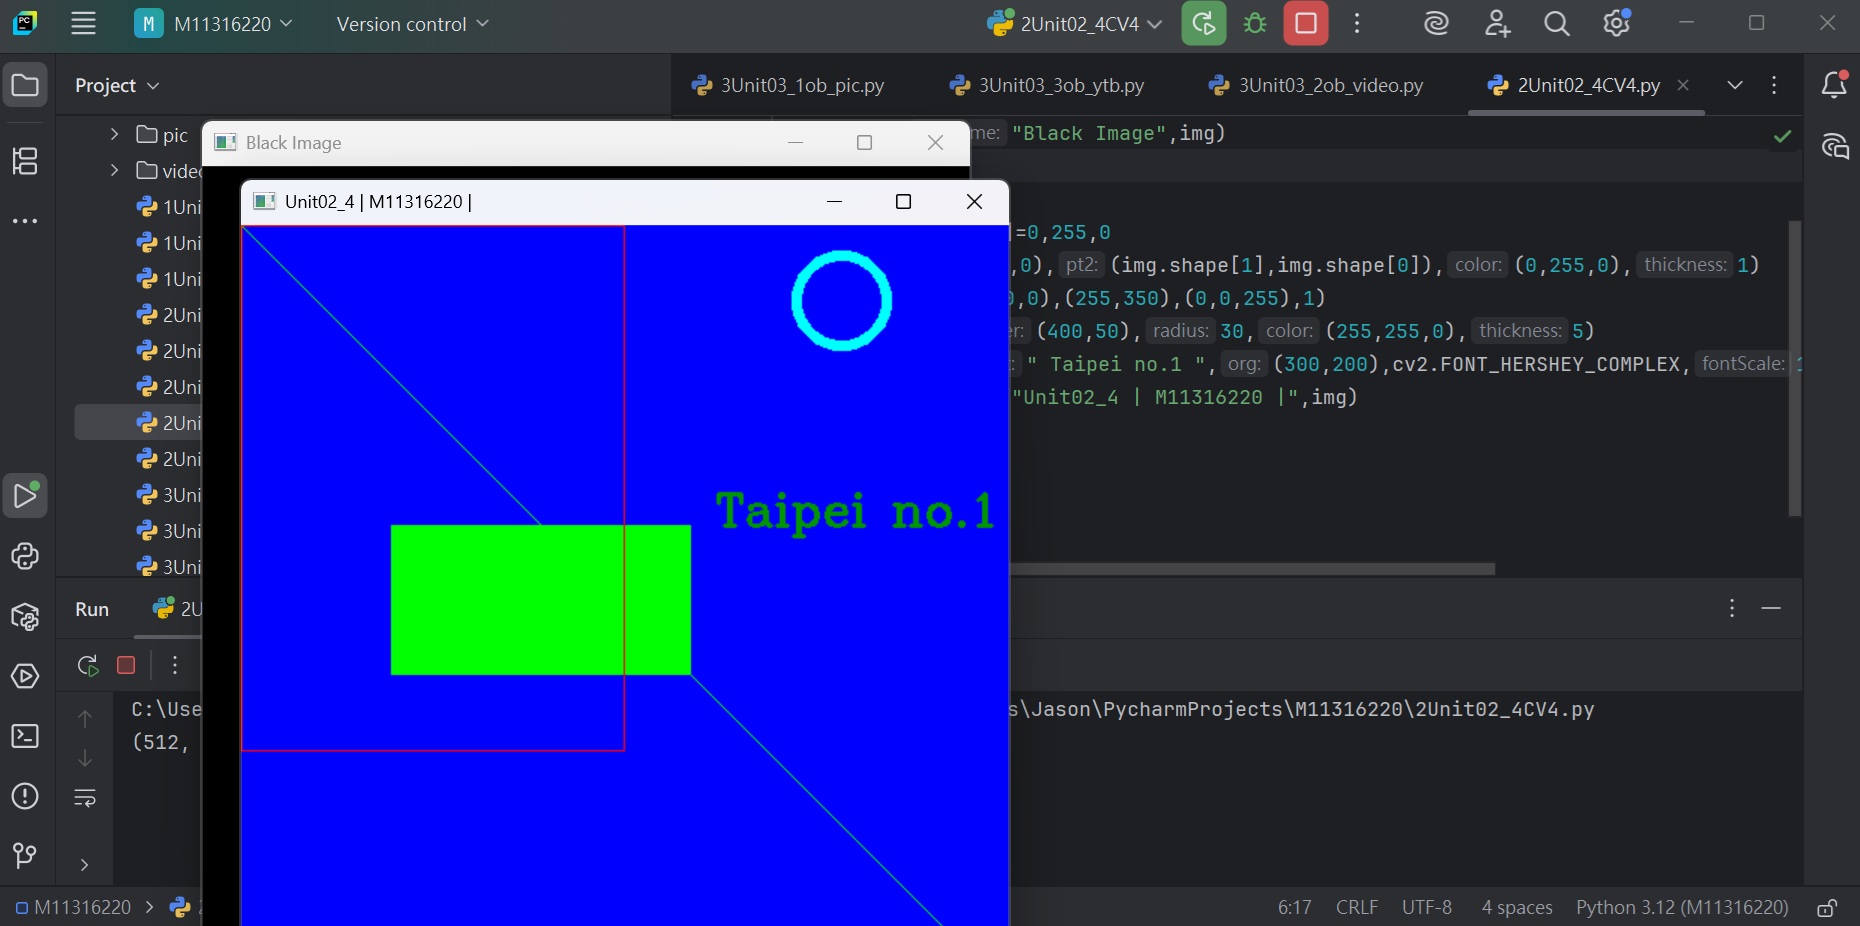 M M11316220 Version control 2Unit02_4CV4
Project 3Unit03_1ob_pic.py 3Unit03_3ob_ytb.py 3Unit03_2ob_video.py 2Unit02_4CV4.py
pic
1Uni
1Uni
1Uni
2Uni
2Uni
2Uni
2Uni
2Uni
3Uni
3Uni
3Uni
Black Image
Unit02_4 | M11316220 |
Taipei no.1
"Black Image",img)
=0,255,0
,0), pt2: (img.shape[1],img.shape[0]), color: (0,255,0), thickness: 1)
,0),(255,350),(0,0,255),1)
(400,50), radius: 30, color: (255,255,0), thickness: 5)
" Taipei no.1 ", org: (300,200),cv2.FONT_HERSHEY_COMPLEX, fontScale:
"Unit02_4 | M11316220 |",img)
Run 2U
C:\Use s\Jason\PycharmProjects\M11316220\2Unit02_4CV4.py
(512,
M11316220 6:17 CRLF UTF-8 4 spaces Python 3.12 (M11316220)